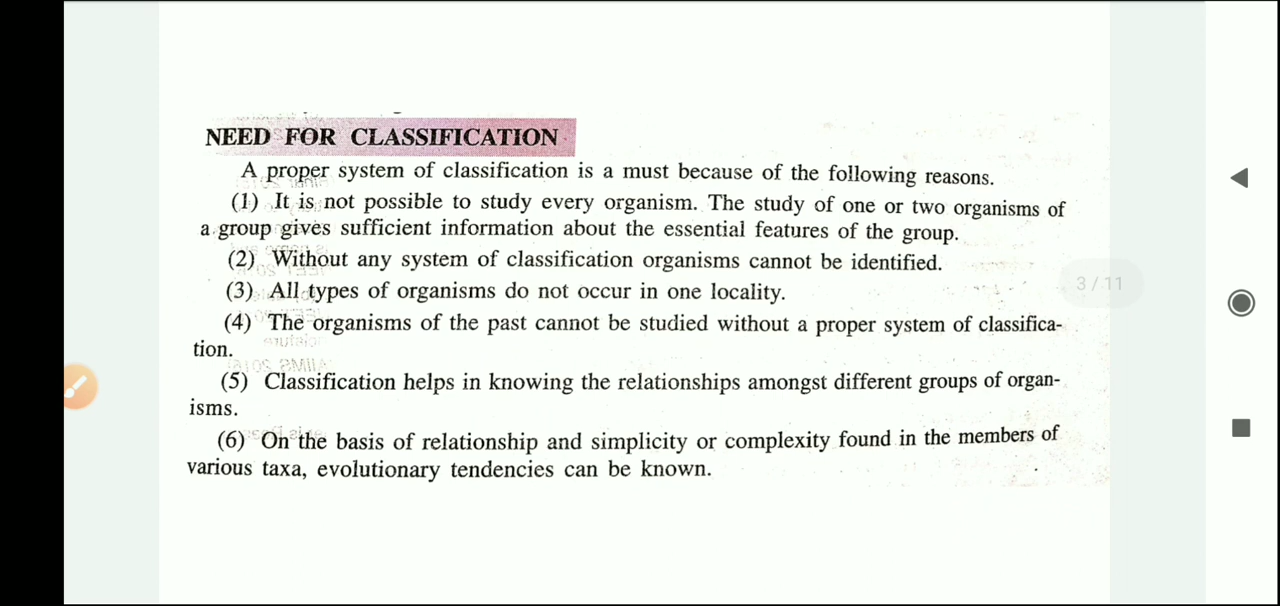 NEED FOR CLASSIFICATION
A proper system of classification is a must because of the following reasons.
(1) It is not possible to study every organism. The study of one or two organisms of
a group gives sufficient information about the essential features of the group.
(2) Without any system of classification organisms cannot be identified.
(3) All types of organisms do not occur in one locality.
3/11
(4) The organisms of the past cannot be studied without a proper system of classifica-
tion.
(5) Classification helps in knowing the relationships amongst different groups of organ-
isms.
(6) On the basis of relationship and simplicity or complexity found in the members of
various taxa, evolutionary tendencies can be known.